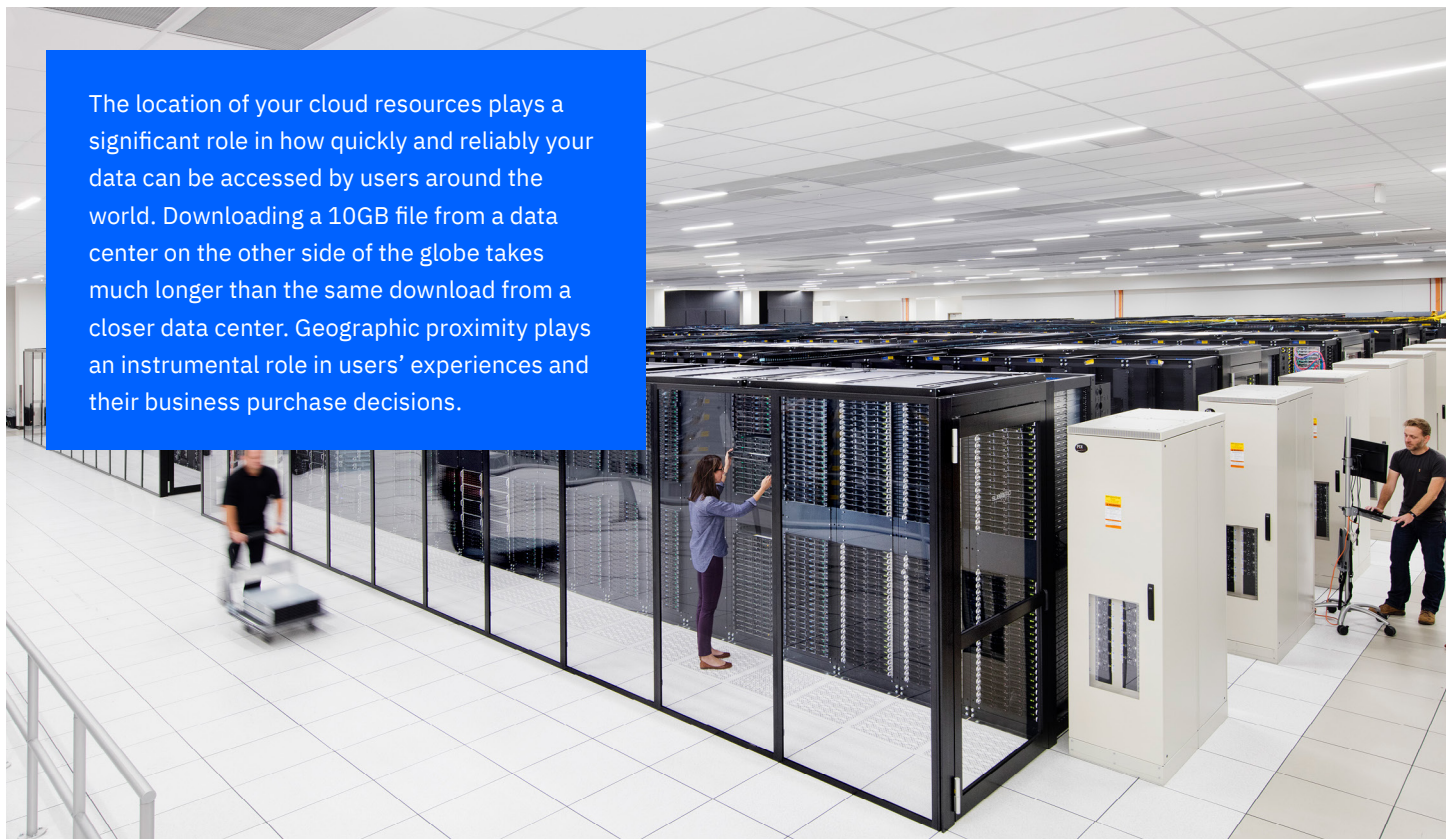 The location of your cloud resources plays a
significant role in how quickly and reliably your
data can be accessed by users around the
world. Downloading a 10GB file from a data
center on the other side of the globe takes
much longer than the same download from a
closer data center. Geographic proximity plays
an instrumental role in users’ experiences and
their business purchase decisions.